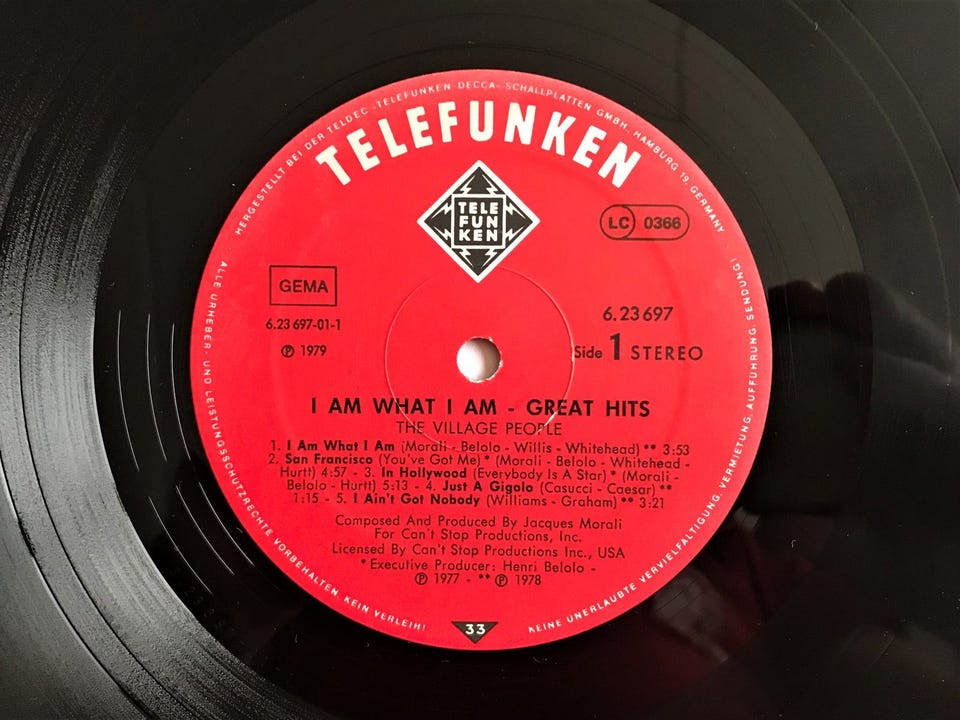 HERGESTELLT BEI DER TELDEC »TELEFUNKEN-DECCA« SCHALLPLATTEN GMBH, HAMBURG 19, GERMANY
TELEFUNKEN
TELE
FUN
KEN
LC 0366
GEMA
6.23 697-01-1
Ⓟ 1979
6.23 697
Side 1 STEREO
I AM WHAT I AM - GREAT HITS
THE VILLAGE PEOPLE
1. I Am What I Am (Morali - Belolo - Willis - Whitehead) ** 3:53
2. San Francisco (You've Got Me) * (Morali - Belolo - Whitehead -
Hurtt) 4:57 - 3. In Hollywood (Everybody Is A Star) * (Morali -
Belolo - Hurtt) 5:13 - 4. Just A Gigolo (Casucci - Caesar) **
1:15 - 5. I Ain't Got Nobody (Williams - Graham) ** 3:21
Composed And Produced By Jacques Morali
For Can't Stop Productions, Inc.
Licensed By Can't Stop Productions Inc., USA
* Executive Producer: Henri Belolo -
Ⓟ 1977 - ** Ⓟ 1978
33
ALLE URHEBER- UND LEISTUNGSSCHUTZRECHTE VORBEHALTEN. KEIN VERLEIH!
KEINE UNERLAUBTE VERVIELFÄLTIGUNG, VERMIETUNG, AUFFÜHRUNG, SENDUNG!